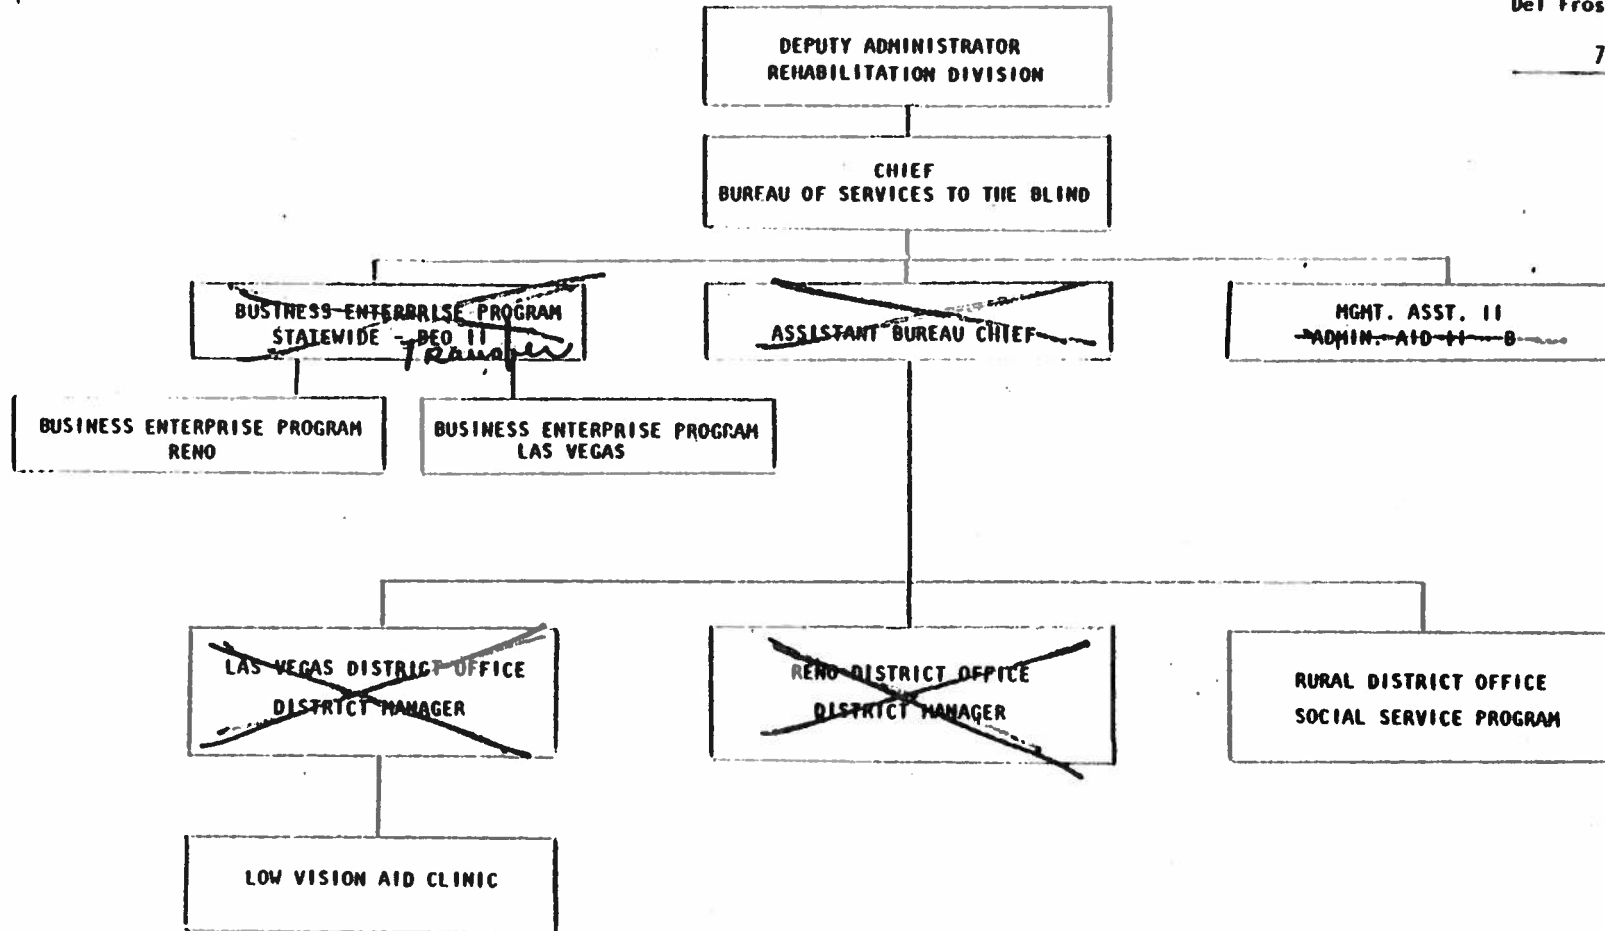 Del Fros
7
DEPUTY ADMINISTRATOR
REHABILITATION DIVISION
CHIEF
BUREAU OF SERVICES TO THE BLIND
BUSINESS ENTERPRISE PROGRAM
STATEWIDE - BEO II
ASSISTANT BUREAU CHIEF
MGMT. ASST. II
ADMIN. AID II B
BUSINESS ENTERPRISE PROGRAM
RENO
BUSINESS ENTERPRISE PROGRAM
LAS VEGAS
LAS VEGAS DISTRICT OFFICE
DISTRICT MANAGER
RENO DISTRICT OFFICE
DISTRICT MANAGER
RURAL DISTRICT OFFICE
SOCIAL SERVICE PROGRAM
LOW VISION AID CLINIC